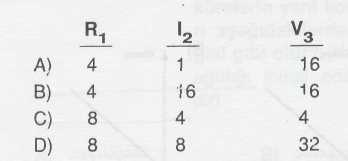 R₁ I₂ V₃
A) 4 1 16
B) 4 16 16
C) 8 4 4
D) 8 8 32